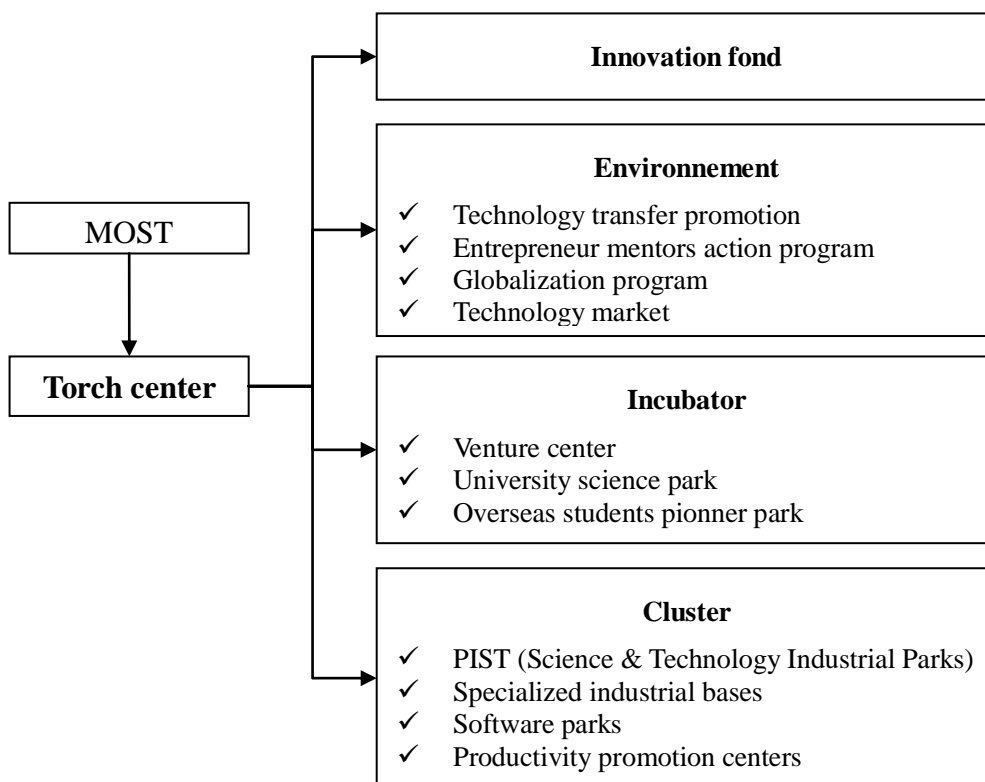 Innovation fond
Environnement
✓ Technology transfer promotion
✓ Entrepreneur mentors action program
✓ Globalization program
✓ Technology market
MOST
Torch center
Incubator
✓ Venture center
✓ University science park
✓ Overseas students pionner park
Cluster
✓ PIST (Science & Technology Industrial Parks)
✓ Specialized industrial bases
✓ Software parks
✓ Productivity promotion centers